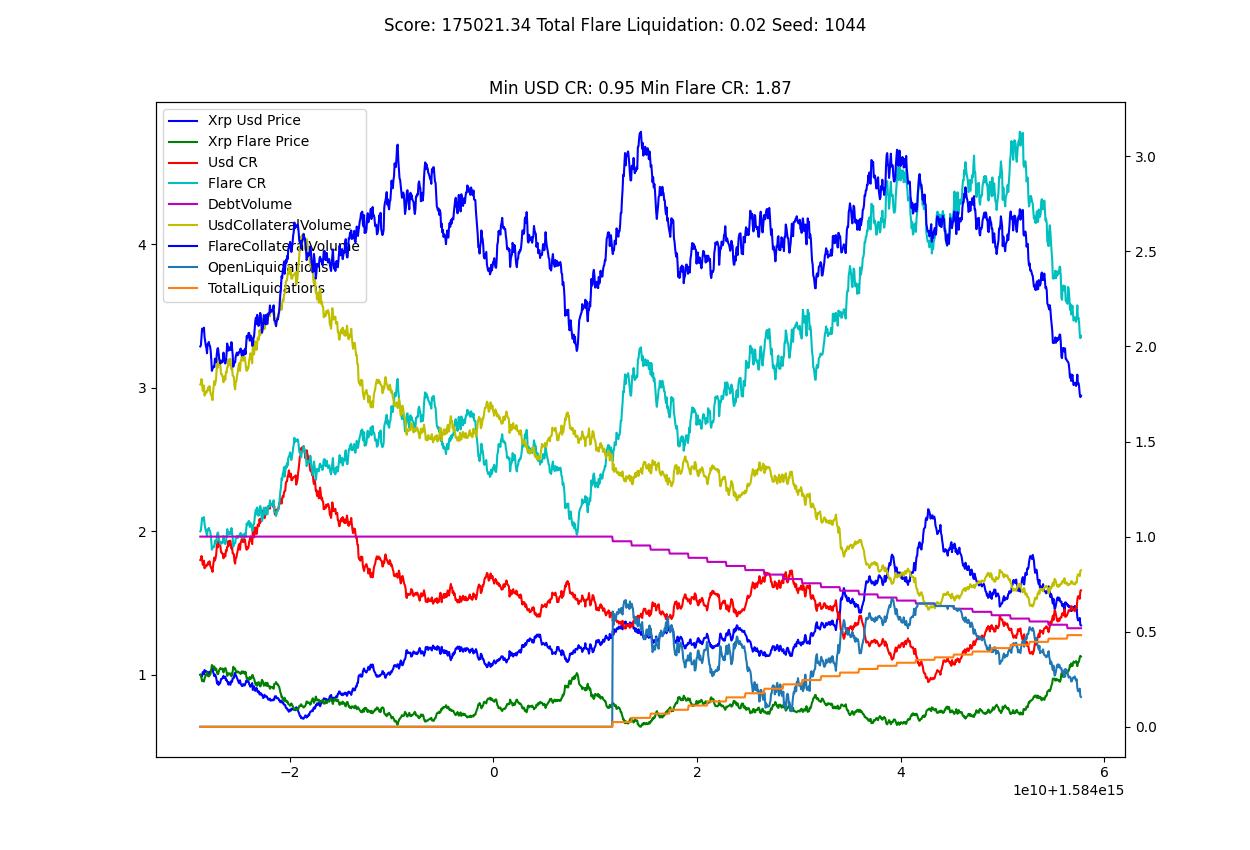 Score: 175021.34 Total Flare Liquidation: 0.02 Seed: 1044
Min USD CR: 0.95 Min Flare CR: 1.87
Xrp Usd Price
Xrp Flare Price
Usd CR
Flare CR
DebtVolume
UsdCollateralVolume
FlareCollateralVolume
OpenLiquidations
TotalLiquidations
4
3
2
1
3.0
2.5
2.0
1.5
1.0
0.5
0.0
−2
0
2
4
6
1e10+1.584e15